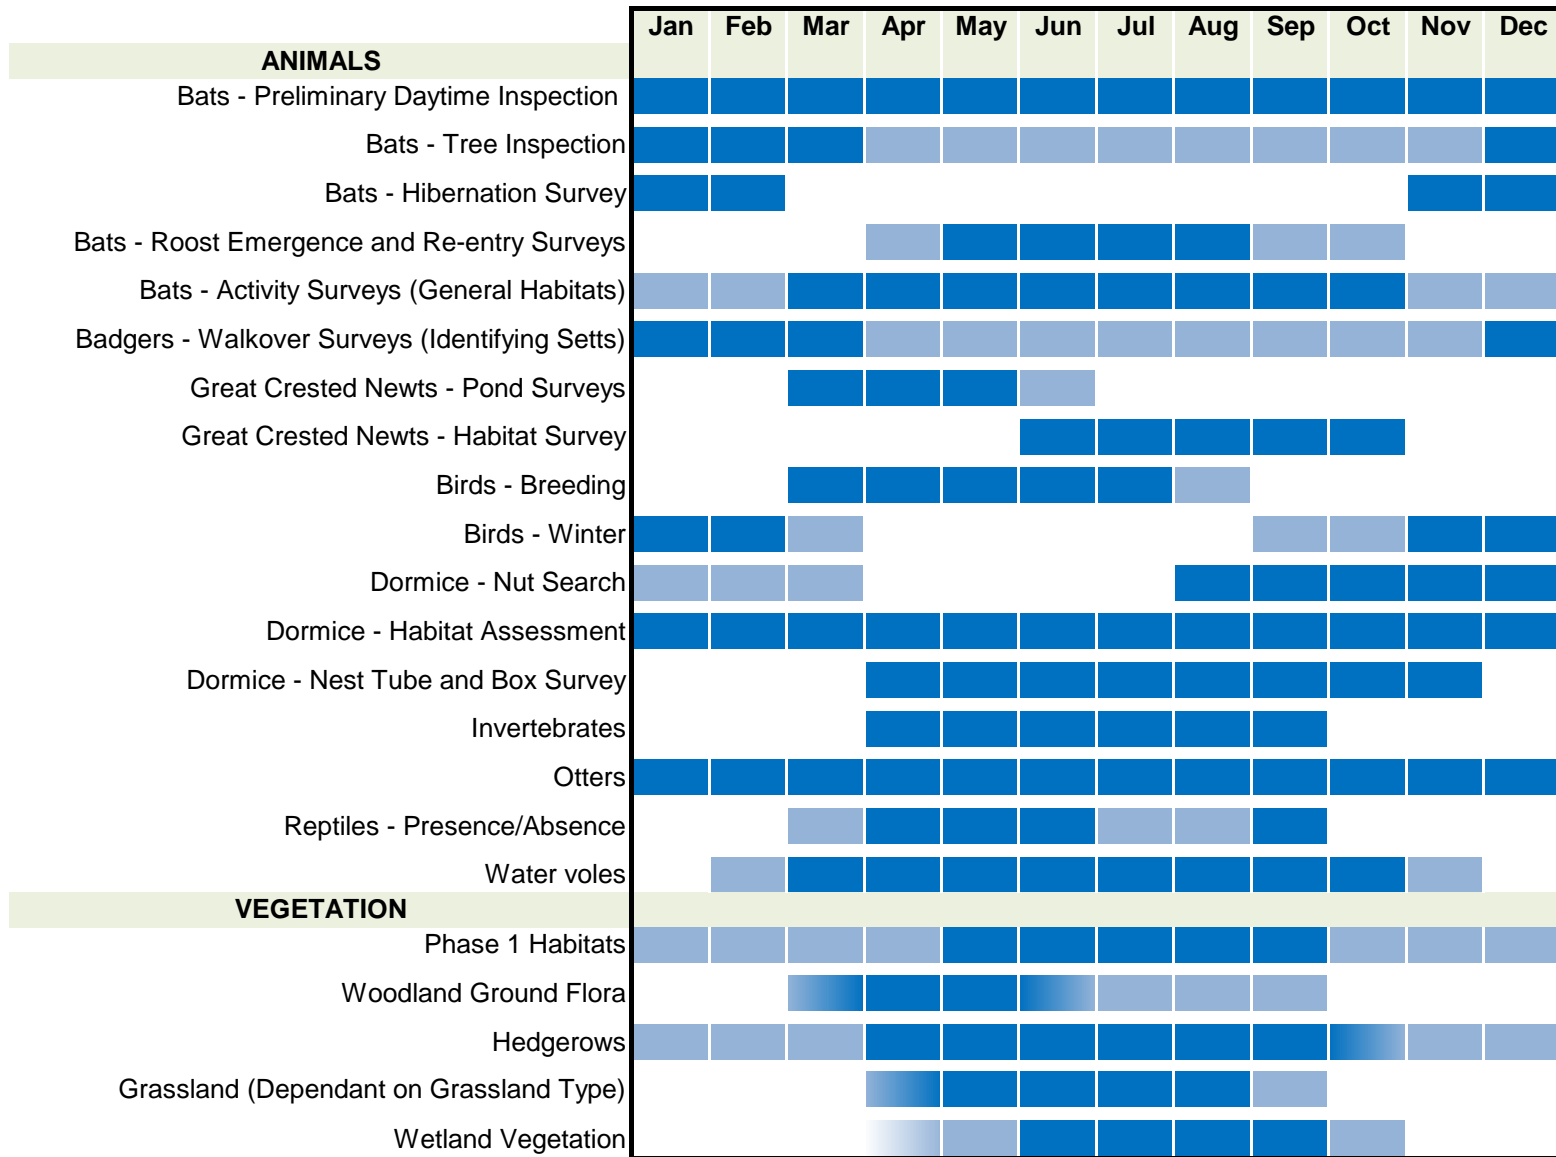 Jan Feb Mar Apr May Jun Jul Aug Sep Oct Nov Dec
ANIMALS
Bats - Preliminary Daytime Inspection
Bats - Tree Inspection
Bats - Hibernation Survey
Bats - Roost Emergence and Re-entry Surveys
Bats - Activity Surveys (General Habitats)
Badgers - Walkover Surveys (Identifying Setts)
Great Crested Newts - Pond Surveys
Great Crested Newts - Habitat Survey
Birds - Breeding
Birds - Winter
Dormice - Nut Search
Dormice - Habitat Assessment
Dormice - Nest Tube and Box Survey
Invertebrates
Otters
Reptiles - Presence/Absence
Water voles
VEGETATION
Phase 1 Habitats
Woodland Ground Flora
Hedgerows
Grassland (Dependant on Grassland Type)
Wetland Vegetation